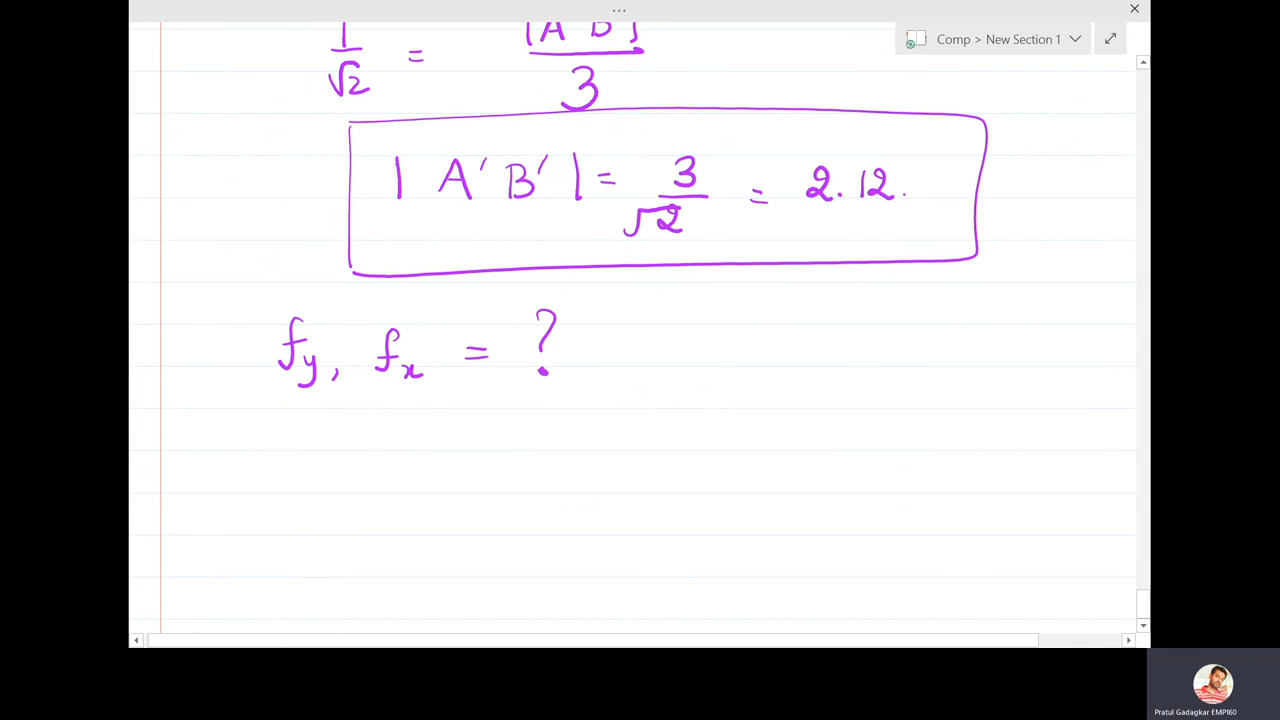 Comp > New Section 1
1/√2 = |A'B'|/3
| A' B' | = 3/√2 = 2.12.
fy, fx = ?
Pratul Gadagkar EMP160